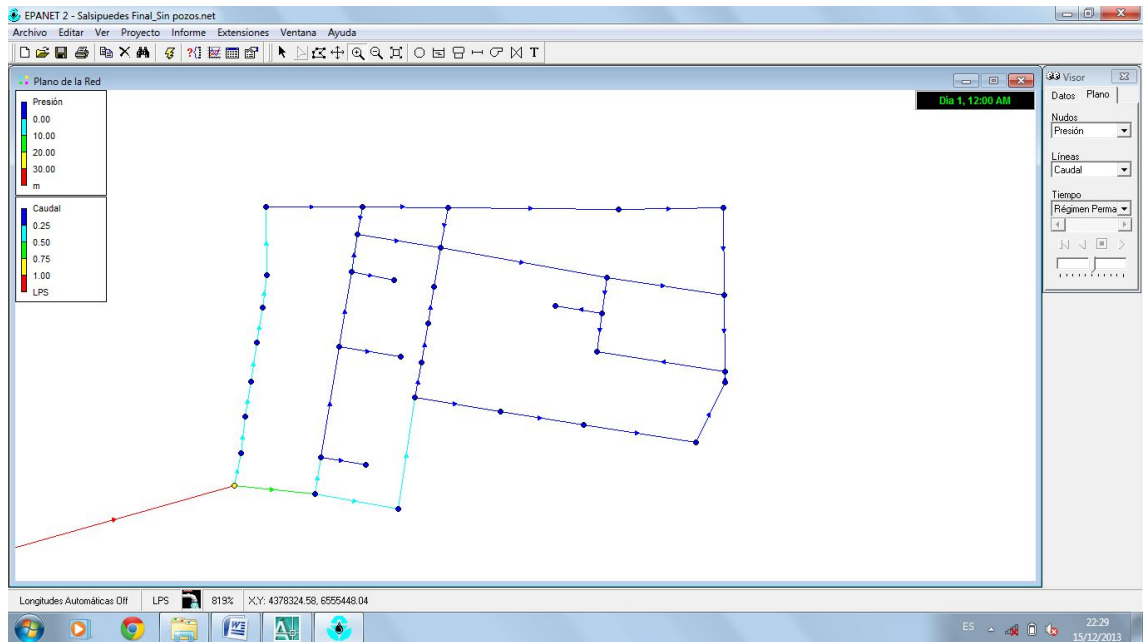 EPANET 2 - Salsipuedes Final_Sin pozos.net
Archivo Editar Ver Proyecto Informe Extensiones Ventana Ayuda
T
Plano de la Red
Presión
0.00
10.00
20.00
30.00
m
Caudal
0.25
0.50
0.75
1.00
LPS
Día 1, 12:00 AM
Visor
Datos Plano
Nudos
Presión
Líneas
Caudal
Tiempo
Régimen Perma
Longitudes Automáticas Off LPS 819% X,Y: 4378324.58, 6555448.04
ES 22:29
15/12/2013